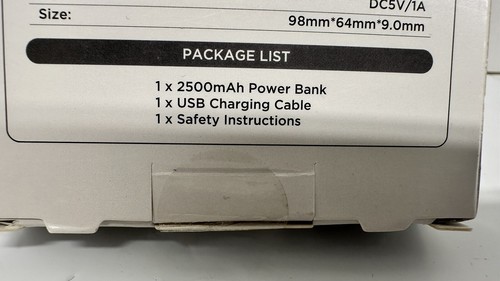 DC5V/1A
Size: 98mm*64mm*9.0mm
PACKAGE LIST
1 x 2500mAh Power Bank
1 x USB Charging Cable
1 x Safety Instructions